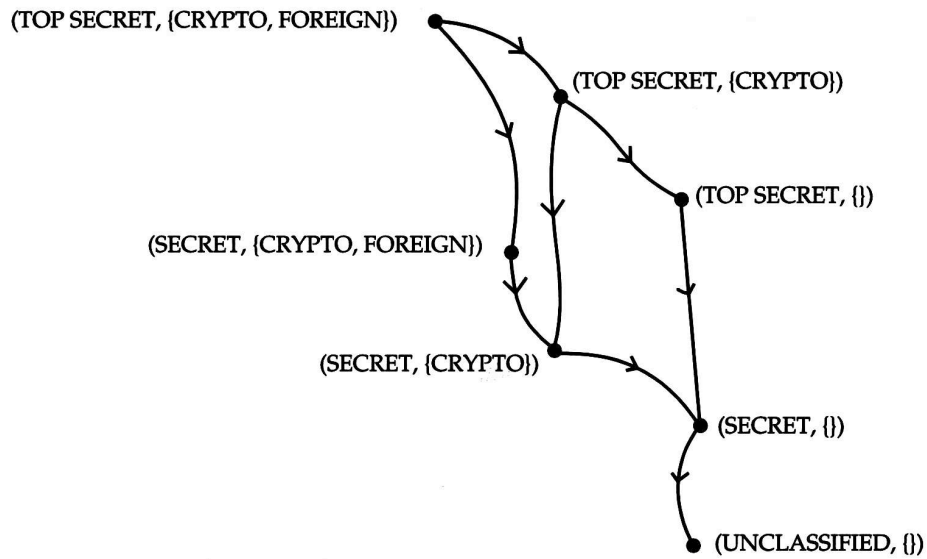 (TOP SECRET, {CRYPTO, FOREIGN})
(TOP SECRET, {CRYPTO})
(TOP SECRET, {})
(SECRET, {CRYPTO, FOREIGN})
(SECRET, {CRYPTO})
(SECRET, {})
(UNCLASSIFIED, {})